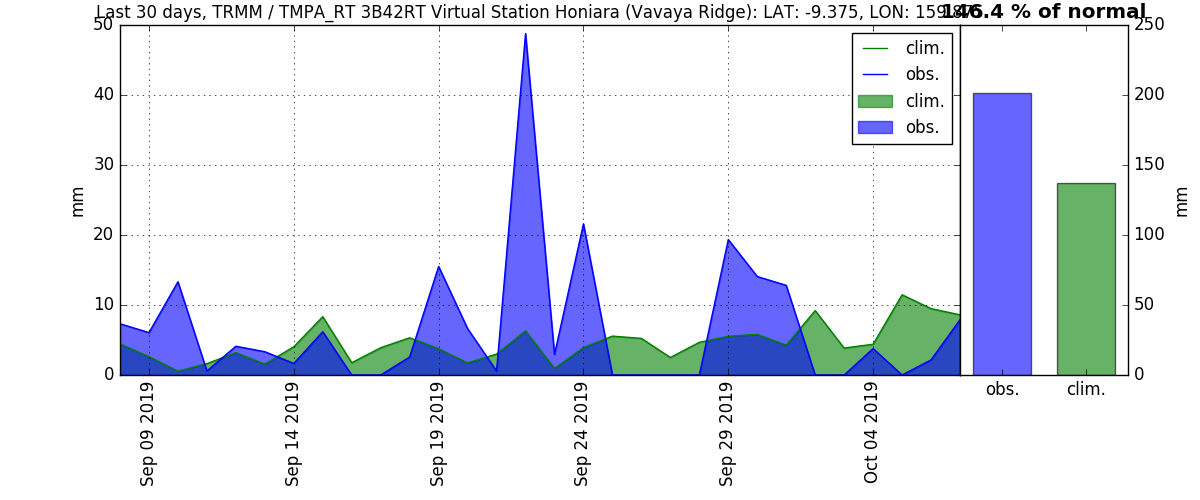 Last 30 days, TRMM / TMPA_RT 3B42RT Virtual Station Honiara (Vavaya Ridge): LAT: -9.375, LON:
146.4 % of normal
50
40
30
20
10
0
mm
clim.
obs.
clim.
obs.
Sep 09 2019
Sep 14 2019
Sep 19 2019
Sep 24 2019
Sep 29 2019
Oct 04 2019
250
200
150
100
50
0
mm
obs.
clim.